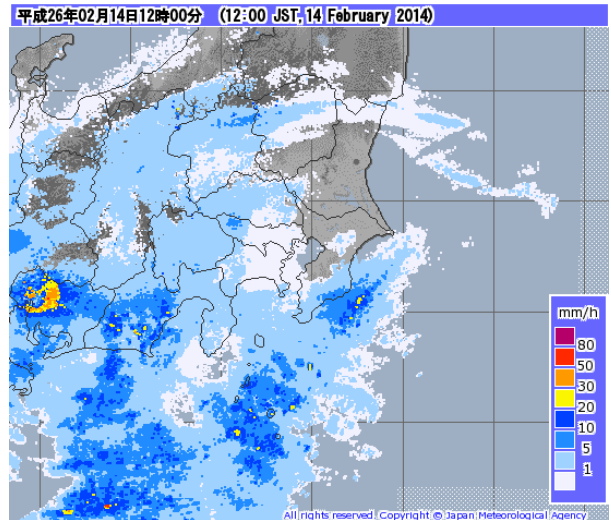 平成26年02月14日12時00分 (12:00 JST, 14 February 2014)
mm/h
80
50
30
20
10
5
1
All rights reserved. Copyright © Japan Meteorological Agency